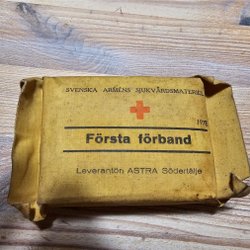 SVENSKA ARMÉNS SJUKVÅRDSMATERIEL
Första förband
Leverantör ASTRA Södertälje